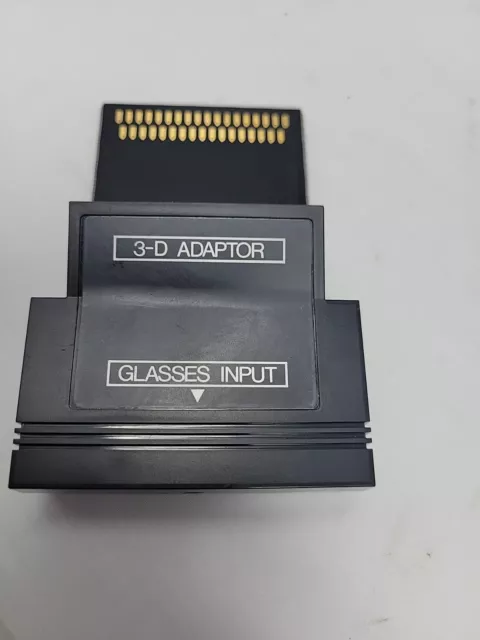 3-D ADAPTOR
GLASSES INPUT